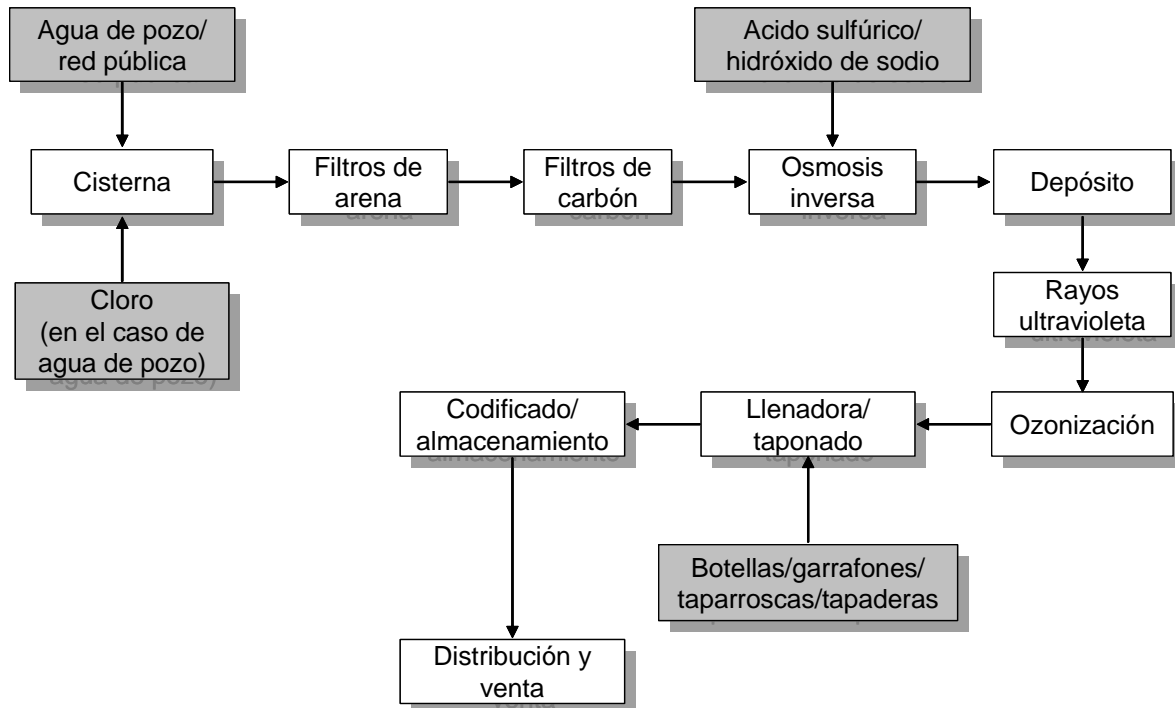 Agua de pozo/
red pública
Acido sulfúrico/
hidróxido de sodio
Cisterna
Filtros de
arena
Filtros de
carbón
Osmosis
inversa
Depósito
Cloro
(en el caso de
agua de pozo)
Rayos
ultravioleta
Codificado/
almacenamiento
Llenadora/
taponado
Ozonización
Botellas/garrafones/
taparroscas/tapaderas
Distribución y
venta